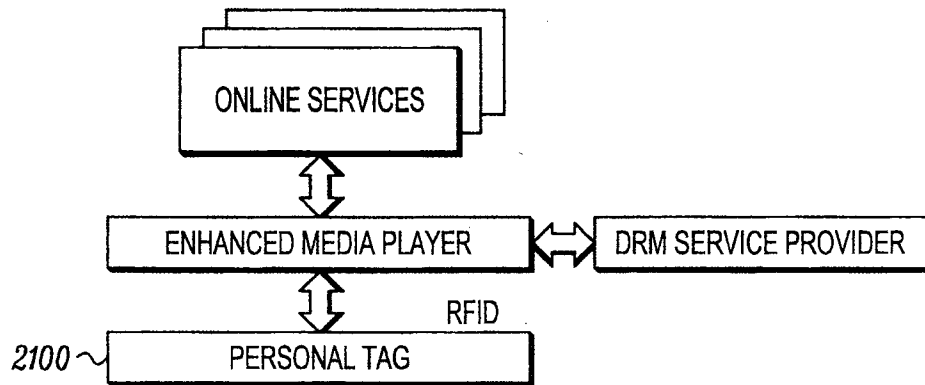 ONLINE SERVICES
ENHANCED MEDIA PLAYER
DRM SERVICE PROVIDER
RFID
2100
PERSONAL TAG